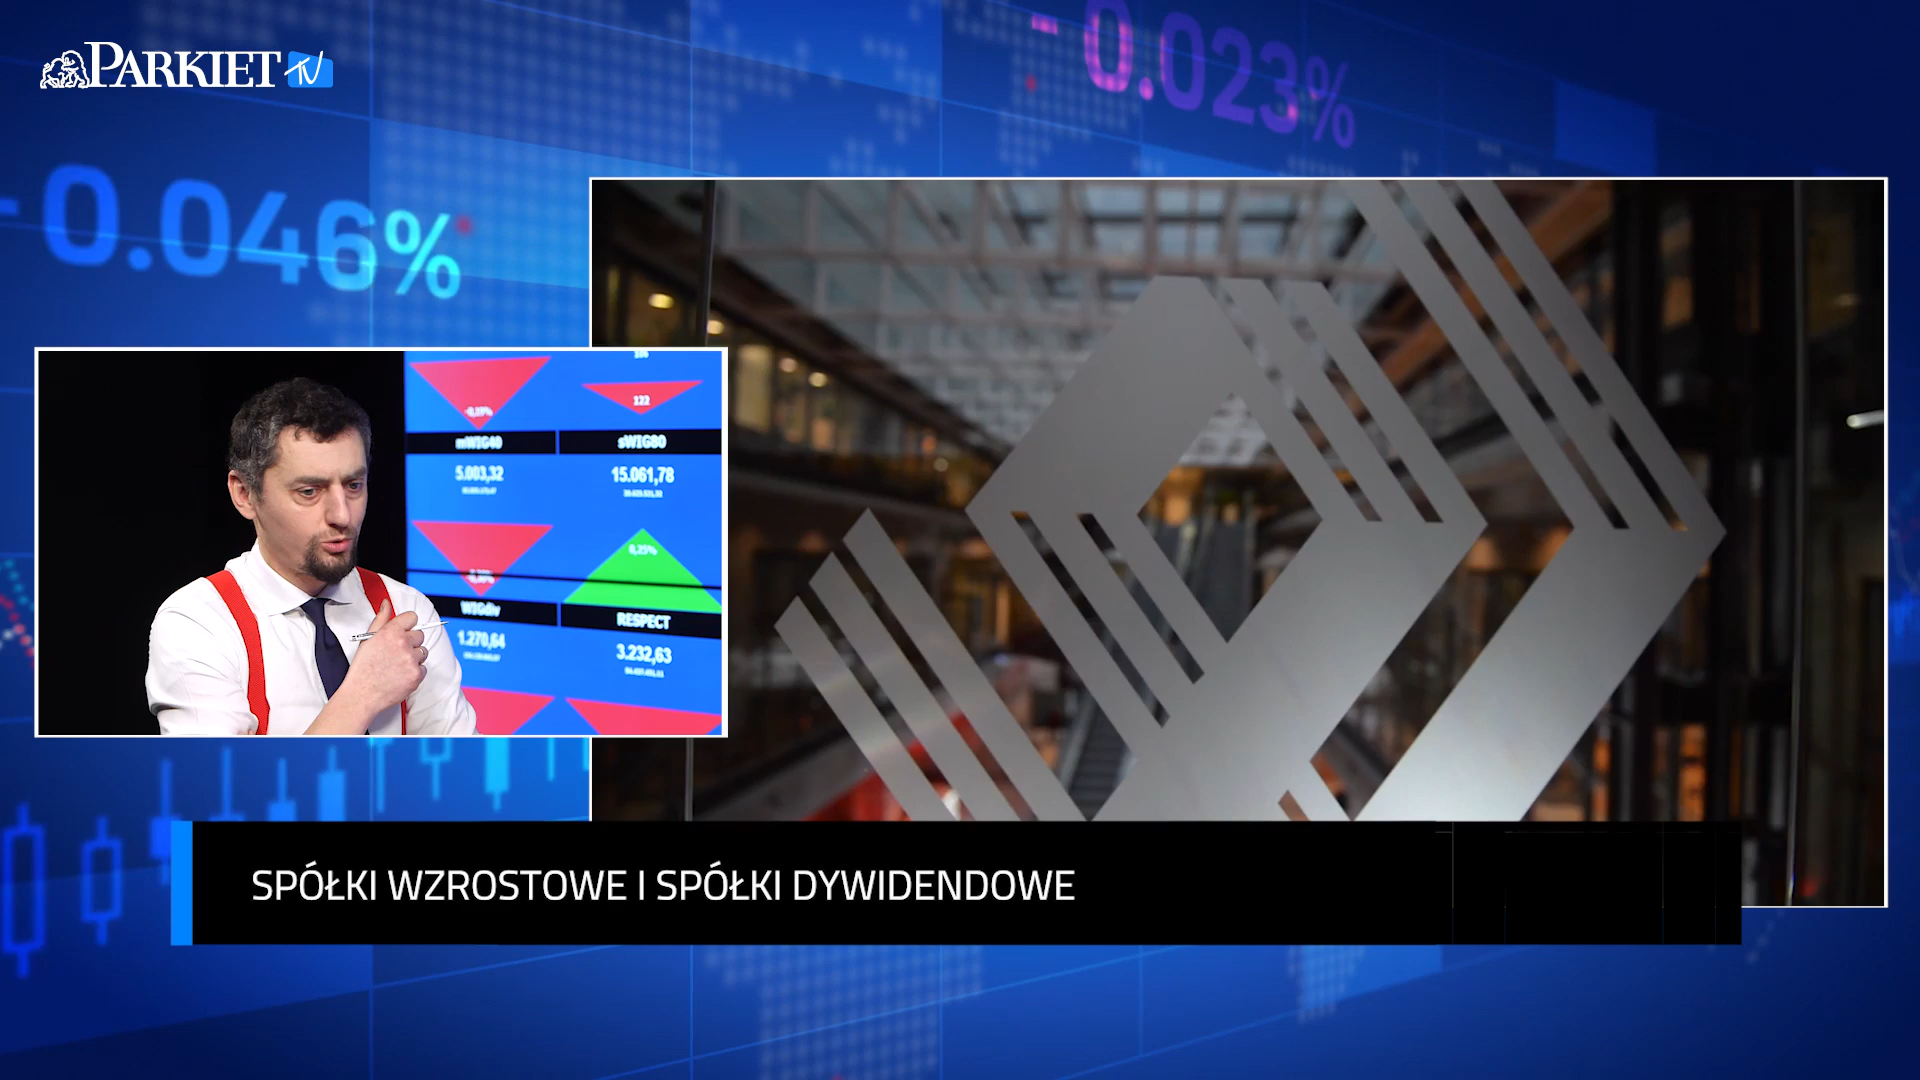 PARKIET TV
-0.023%
-0.046%
122
mWIG40
sWIG80
5.003,32
15.061,78
0,25%
WIGdiv
RESPECT
1.270,64
3.232,63
SPÓŁKI WZROSTOWE I SPÓŁKI DYWIDENDOWE